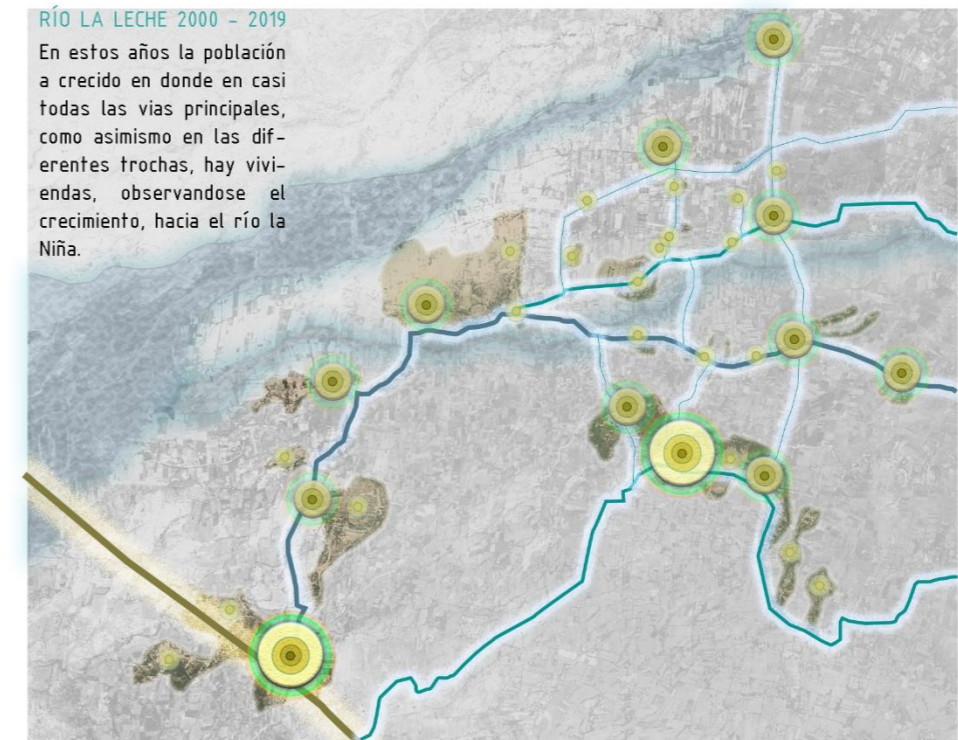 RÍO LA LECHE 2000 - 2019
En estos años la población
a crecido en donde en casi
todas las vias principales,
como asimismo en las dif-
erentes trochas, hay vivi-
endas, observandose el
crecimiento, hacia el río la
Niña.